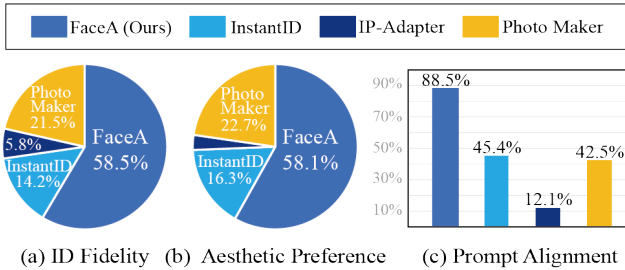 FaceA (Ours) InstantID IP-Adapter Photo Maker
Photo
Maker
21.5%
5.8%
InstantID
14.2%
FaceA
58.5%
Photo
Maker
22.7%
InstantID
16.3%
FaceA
58.1%
90%
70%
50%
30%
10%
88.5%
45.4%
12.1%
42.5%
(a) ID Fidelity (b) Aesthetic Preference (c) Prompt Alignment